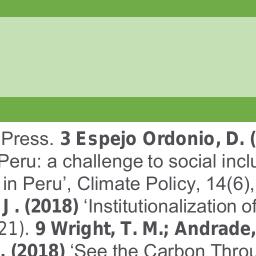 Press. 3 Espejo Ordonio, D. (
Peru: a challenge to social inclu
in Peru’, Climate Policy, 14(6),
J. (2018) ‘Institutionalization of
21). 9 Wright, T. M.; Andrade,
. (2018) ‘See the Carbon Throu